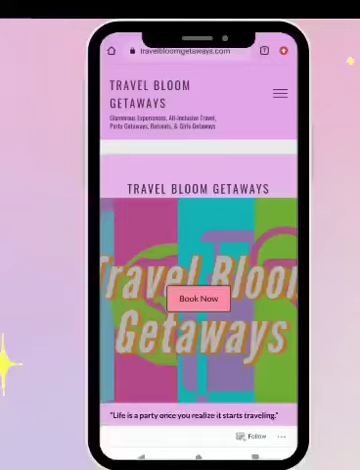 travelbloomgetaways.com
TRAVEL BLOOM
GETAWAYS
Glamorous Experiences, All-Inclusive Travel,
Party Getaways, Retreats, & Girls Getaways
TRAVEL BLOOM GETAWAYS
Travel Bloom
Book Now
Getaways
"Life is a party once you realize it starts traveling."
Follow